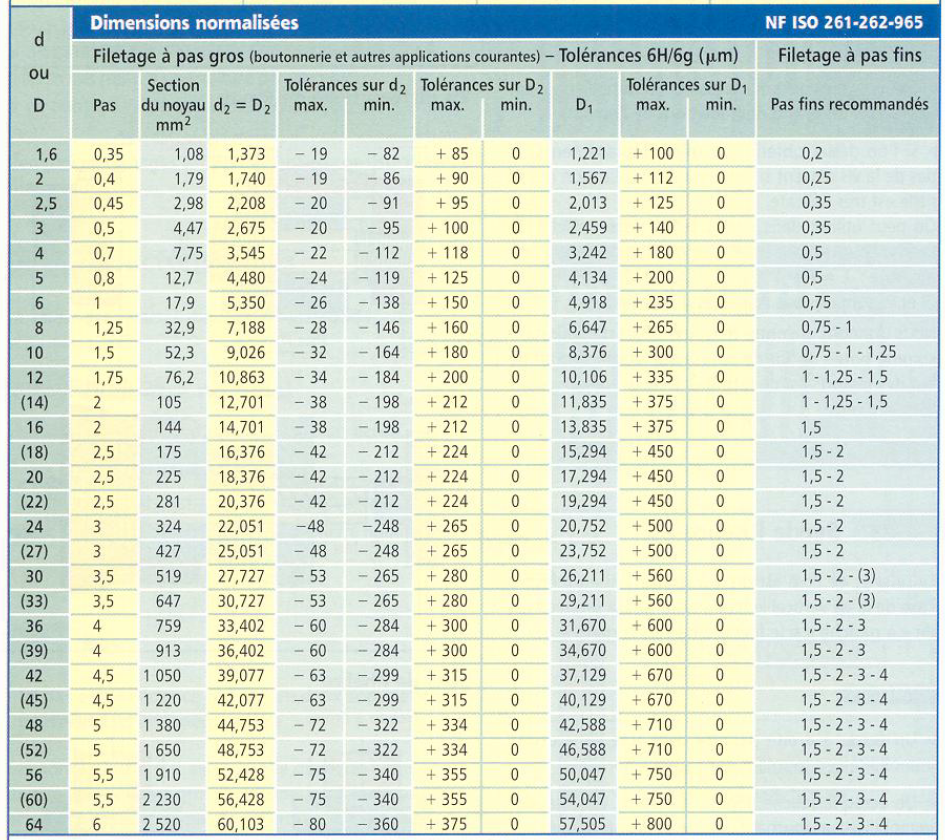 d
ou
D
Dimensions normalisées NF ISO 261-262-965
Filetage à pas gros (boutonnerie et autres applications courantes) – Tolérances 6H/6g (µm) Filetage à pas fins
Pas Section du noyau mm² d₂ = D₂ Tolérances sur d₂ max. min. Tolérances sur D₂ max. min. D₁ Tolérances sur D₁ max. min. Pas fins recommandés
1,6 0,35 1,08 1,373 – 19 – 82 + 85 0 1,221 + 100 0 0,2
2 0,4 1,79 1,740 – 19 – 86 + 90 0 1,567 + 112 0 0,25
2,5 0,45 2,98 2,208 – 20 – 91 + 95 0 2,013 + 125 0 0,35
3 0,5 4,47 2,675 – 20 – 95 + 100 0 2,459 + 140 0 0,35
4 0,7 7,75 3,545 – 22 – 112 + 118 0 3,242 + 180 0 0,5
5 0,8 12,7 4,480 – 24 – 119 + 125 0 4,134 + 200 0 0,5
6 1 17,9 5,350 – 26 – 138 + 150 0 4,918 + 235 0 0,75
8 1,25 32,9 7,188 – 28 – 146 + 160 0 6,647 + 265 0 0,75 - 1
10 1,5 52,3 9,026 – 32 – 164 + 180 0 8,376 + 300 0 0,75 - 1 - 1,25
12 1,75 76,2 10,863 – 34 – 184 + 200 0 10,106 + 335 0 1 - 1,25 - 1,5
(14) 2 105 12,701 – 38 – 198 + 212 0 11,835 + 375 0 1 - 1,25 - 1,5
16 2 144 14,701 – 38 – 198 + 212 0 13,835 + 375 0 1,5
(18) 2,5 175 16,376 – 42 – 212 + 224 0 15,294 + 450 0 1,5 - 2
20 2,5 225 18,376 – 42 – 212 + 224 0 17,294 + 450 0 1,5 - 2
(22) 2,5 281 20,376 – 42 – 212 + 224 0 19,294 + 450 0 1,5 - 2
24 3 324 22,051 –48 –248 + 265 0 20,752 + 500 0 1,5 - 2
(27) 3 427 25,051 – 48 – 248 + 265 0 23,752 + 500 0 1,5 - 2
30 3,5 519 27,727 – 53 – 265 + 280 0 26,211 + 560 0 1,5 - 2 - (3)
(33) 3,5 647 30,727 – 53 – 265 + 280 0 29,211 + 560 0 1,5 - 2 - (3)
36 4 759 33,402 – 60 – 284 + 300 0 31,670 + 600 0 1,5 - 2 - 3
(39) 4 913 36,402 – 60 – 284 + 300 0 34,670 + 600 0 1,5 - 2 - 3
42 4,5 1 050 39,077 – 63 – 299 + 315 0 37,129 + 670 0 1,5 - 2 - 3 - 4
(45) 4,5 1 220 42,077 – 63 – 299 + 315 0 40,129 + 670 0 1,5 - 2 - 3 - 4
48 5 1 380 44,753 – 72 – 322 + 334 0 42,588 + 710 0 1,5 - 2 - 3 - 4
(52) 5 1 650 48,753 – 72 – 322 + 334 0 46,588 + 710 0 1,5 - 2 - 3 - 4
56 5,5 1 910 52,428 – 75 – 340 + 355 0 50,047 + 750 0 1,5 - 2 - 3 - 4
(60) 5,5 2 230 56,428 – 75 – 340 + 355 0 54,047 + 750 0 1,5 - 2 - 3 - 4
64 6 2 520 60,103 – 80 – 360 + 375 0 57,505 + 800 0 1,5 - 2 - 3 - 4